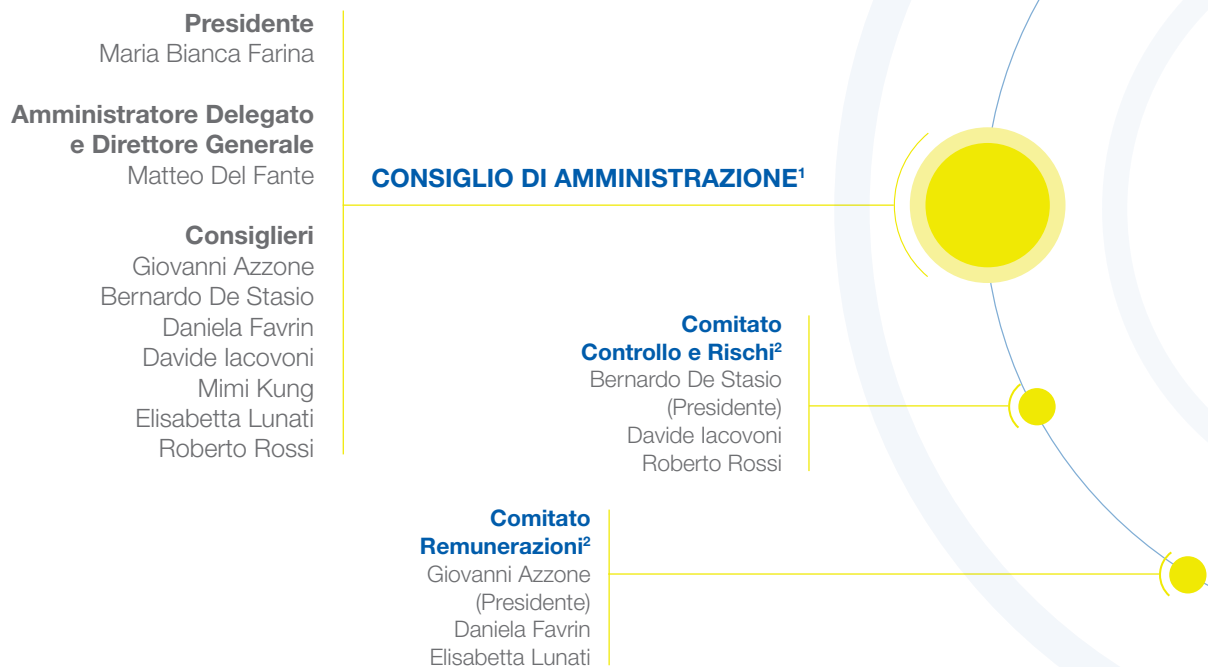 Presidente
Maria Bianca Farina
Amministratore Delegato
e Direttore Generale
Matteo Del Fante
Consiglieri
Giovanni Azzone
Bernardo De Stasio
Daniela Favrin
Davide Iacovoni
Mimi Kung
Elisabetta Lunati
Roberto Rossi
CONSIGLIO DI AMMINISTRAZIONE¹
Comitato
Controllo e Rischi²
Bernardo De Stasio
(Presidente)
Davide Iacovoni
Roberto Rossi
Comitato
Remunerazioni²
Giovanni Azzone
(Presidente)
Daniela Favrin
Elisabetta Lunati